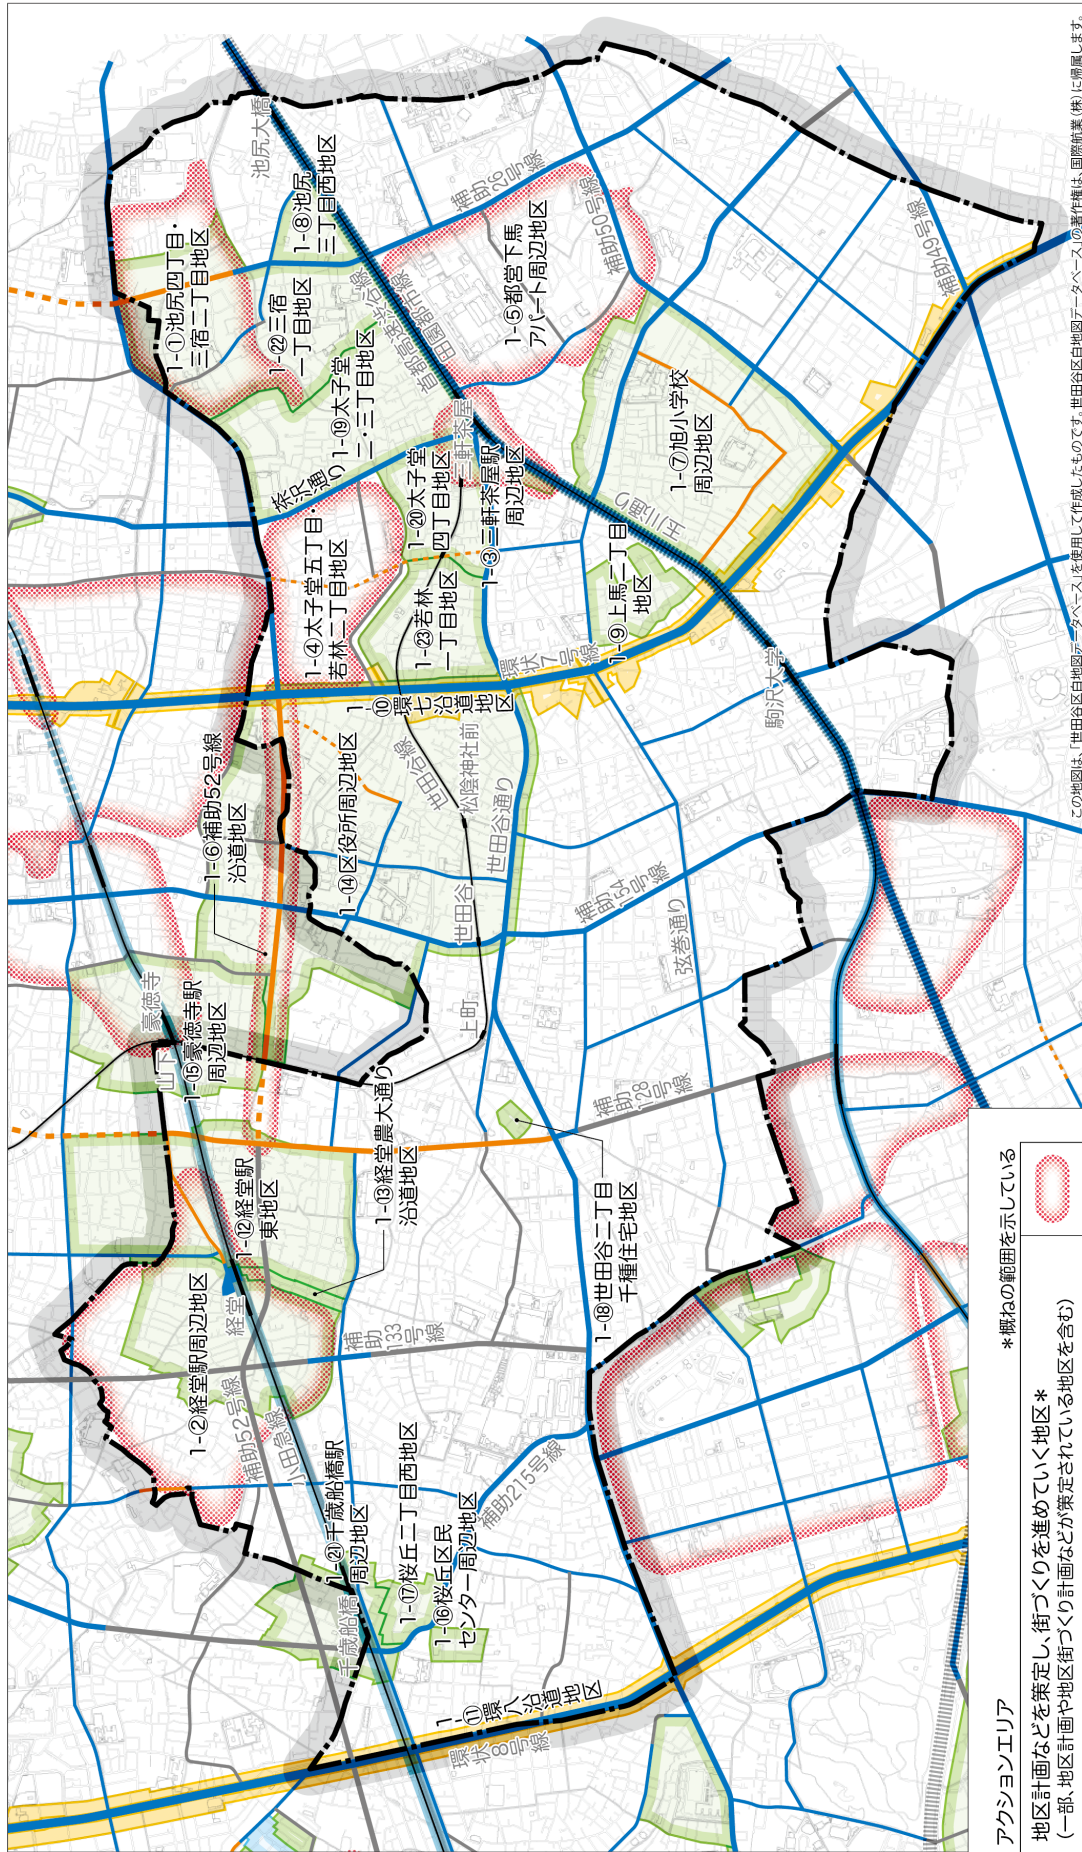 1-①池尻四丁目・
三宿二丁目地区
1-㉒三宿
一丁目地区
1-⑧池尻
三丁目西地区
池尻大橋
1-⑲太子堂
二・三丁目地区
首都高速渋谷線
田園都市線
補助26号線
1-⑤都営下馬
アパート周辺地区
補助50号線
補助49号線
茶沢通り
1-④太子堂五丁目・
若林二丁目地区
1-⑳太子堂
四丁目地区
三軒茶屋
1-③三軒茶屋駅
周辺地区
1-㉓若林
一丁目地区
1-⑦旭小学校
周辺地区
玉川通り
1-⑨上馬二丁目
地区
環状7号線
1-⑩環七沿道地区
駒沢大学
1-⑥補助52号線
沿道地区
1-⑭区役所周辺地区
世田谷線
松陰神社前
世田谷通り
世田谷
上町
補助154号線
弦巻通り
豪徳寺
山下
1-⑮豪徳寺駅
周辺地区
補助128号線
1-⑫経堂駅
東地区
1-⑬経堂農大通り
沿道地区
1-⑱世田谷二丁目
千種住宅地区
1-②経堂駅周辺地区
経堂
補助133号線
補助52号線
小田急線
1-㉑千歳船橋駅
周辺地区
千歳船橋
1-⑰桜丘二丁目西地区
1-⑯桜丘区民
センター周辺地区
補助215号線
1-⑪環八沿道地区
環状8号線
アクションエリア
*概ねの範囲を示している
地区計画などを策定し、街づくりを進めていく地区*
(一部、地区計画や地区街づくり計画などが策定されている地区を含む)
この地図は、「世田谷区白地図データベース」を使用して作成したものです。世田谷区白地図データベース」の著作権は、国際航業(株)に帰属します。